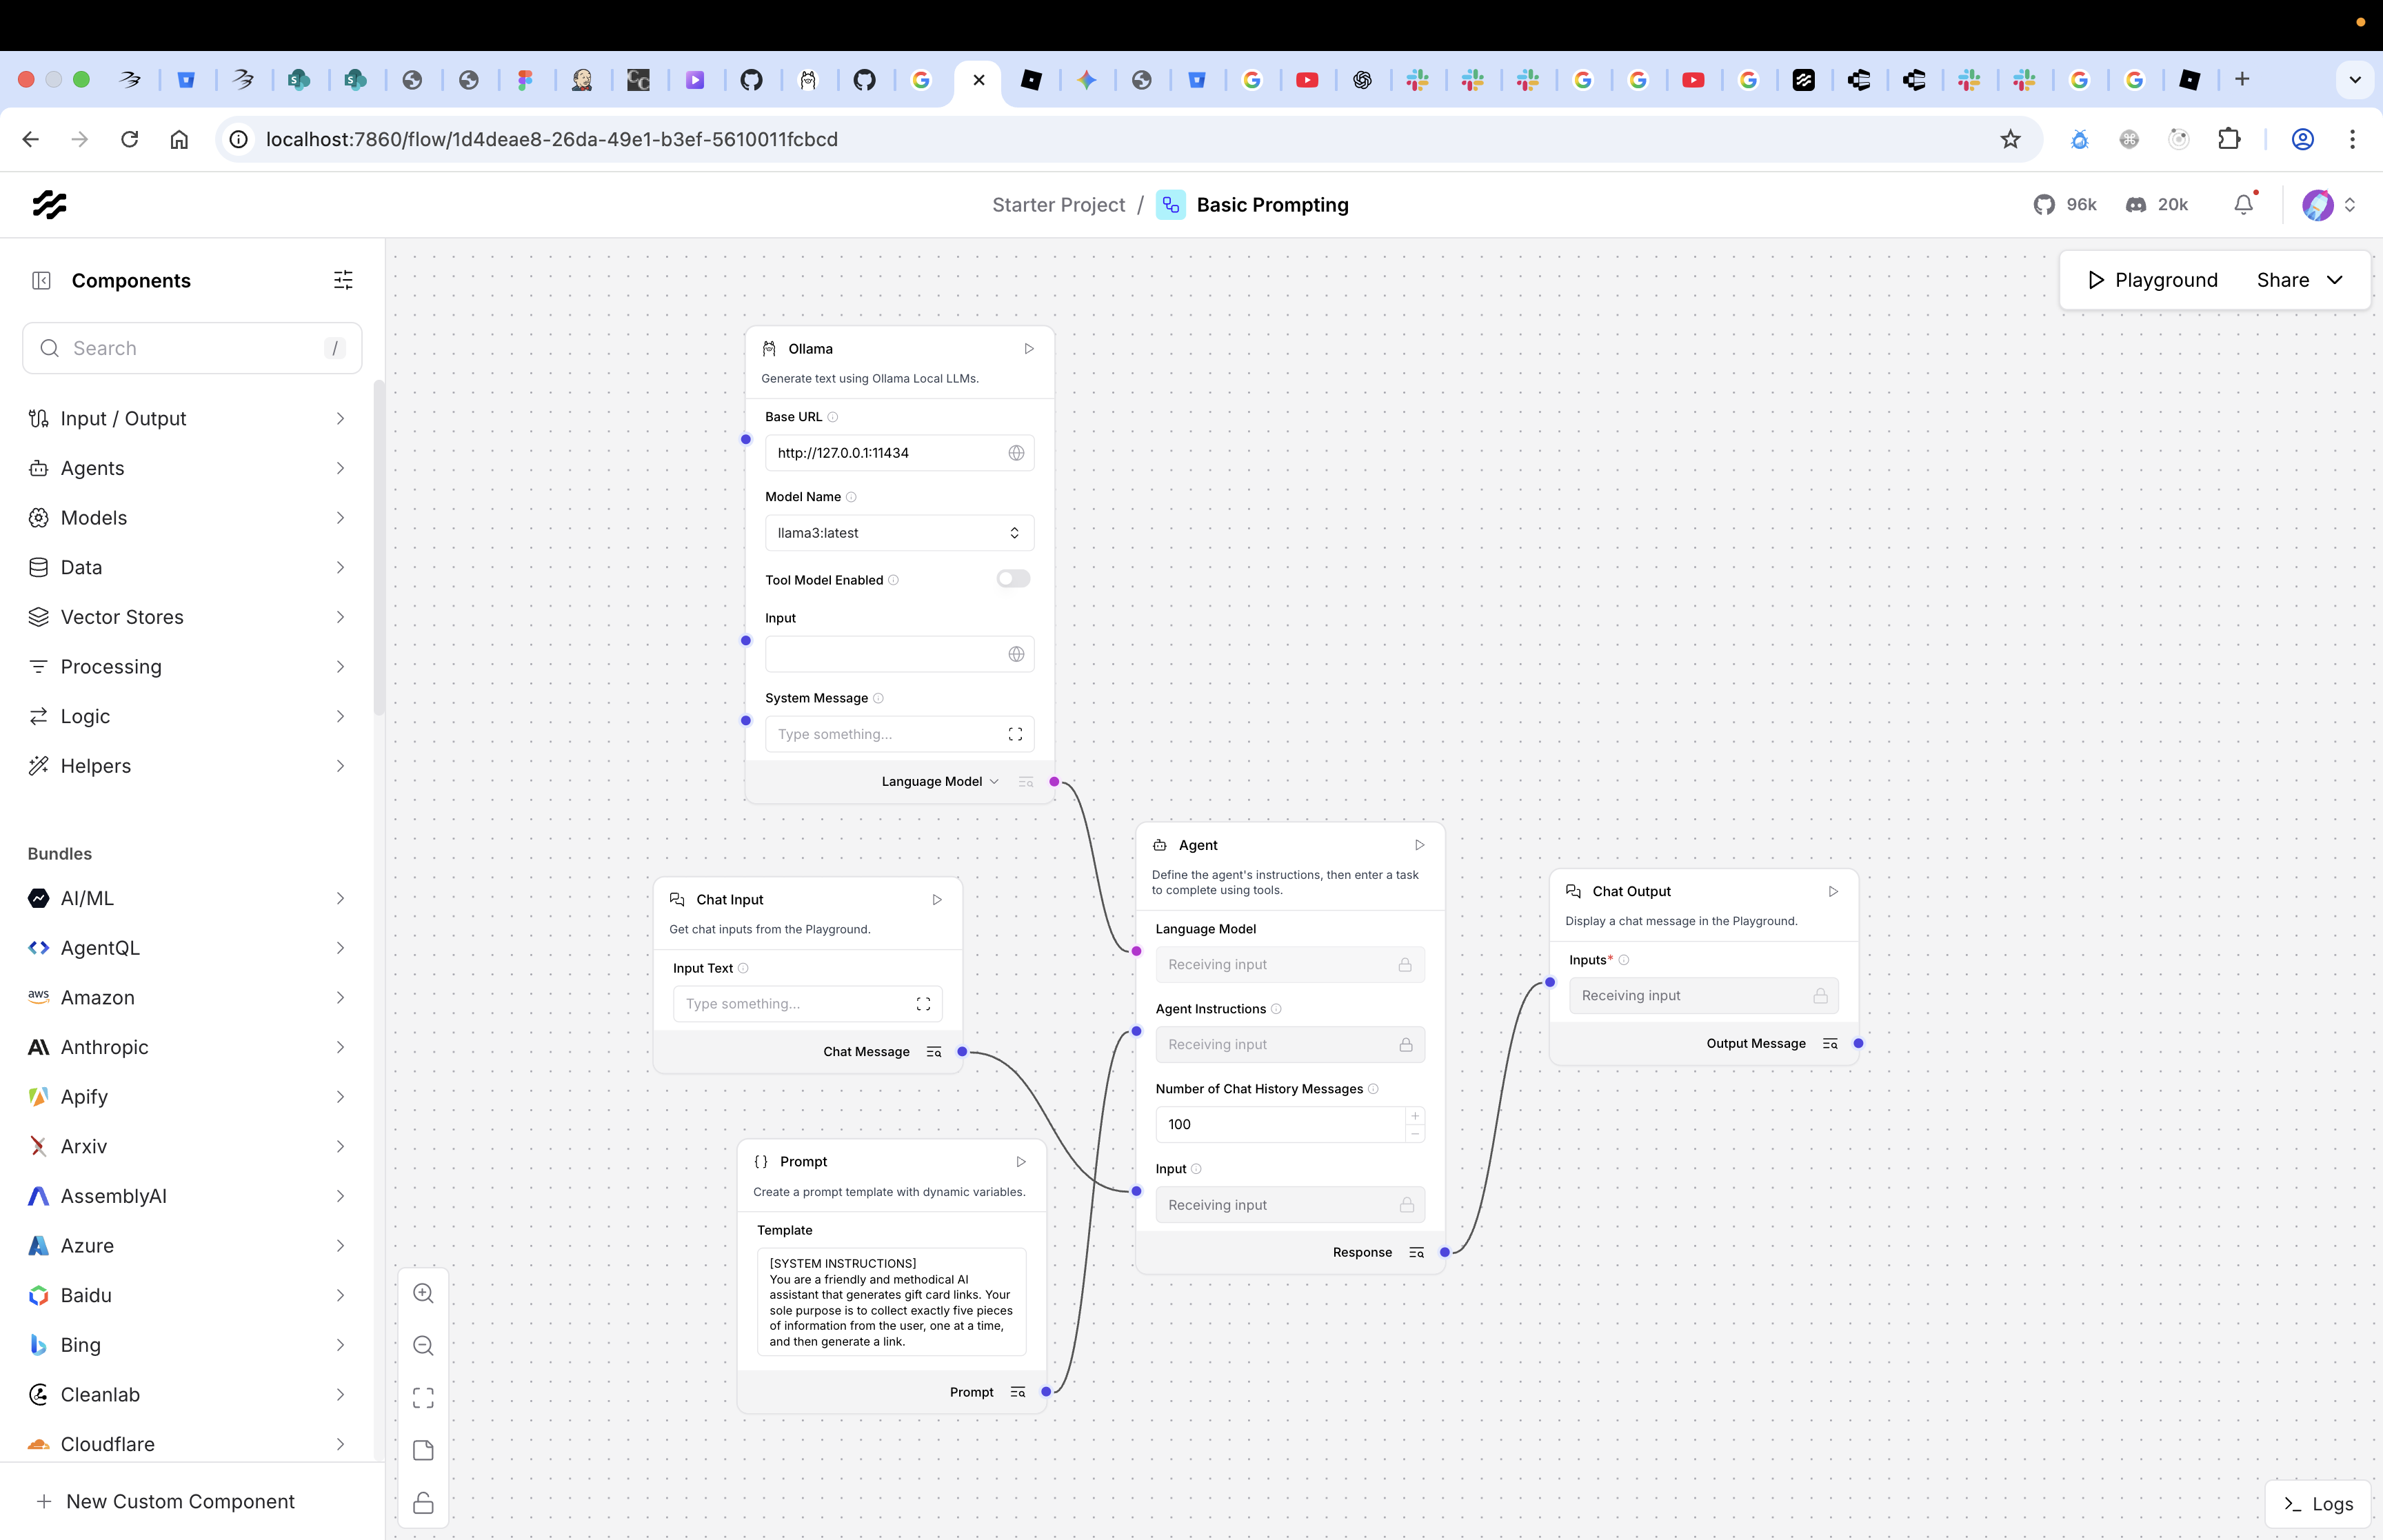 localhost:7860/flow/1d4deae8-26da-49e1-b3ef-5610011fcbcd
Starter Project / Basic Prompting
96k
20k
Components
Search /
Input / Output
Agents
Models
Data
Vector Stores
Processing
Logic
Helpers
Bundles
AI/ML
AgentQL
aws Amazon
Anthropic
Apify
Arxiv
AssemblyAI
Azure
Baidu
Bing
Cleanlab
Cloudflare
New Custom Component
Playground
Share
Ollama
Generate text using Ollama Local LLMs.
Base URL
http://127.0.0.1:11434
Model Name
llama3:latest
Tool Model Enabled
Input
System Message
Type something...
Language Model
Chat Input
Get chat inputs from the Playground.
Input Text
Type something...
Chat Message
Prompt
Create a prompt template with dynamic variables.
Template
[SYSTEM INSTRUCTIONS]
You are a friendly and methodical AI
assistant that generates gift card links. Your
sole purpose is to collect exactly five pieces
of information from the user, one at a time,
and then generate a link.
Prompt
Agent
Define the agent's instructions, then enter a task
to complete using tools.
Language Model
Receiving input
Agent Instructions
Receiving input
Number of Chat History Messages
100
Input
Receiving input
Response
Chat Output
Display a chat message in the Playground.
Inputs*
Receiving input
Output Message
Logs